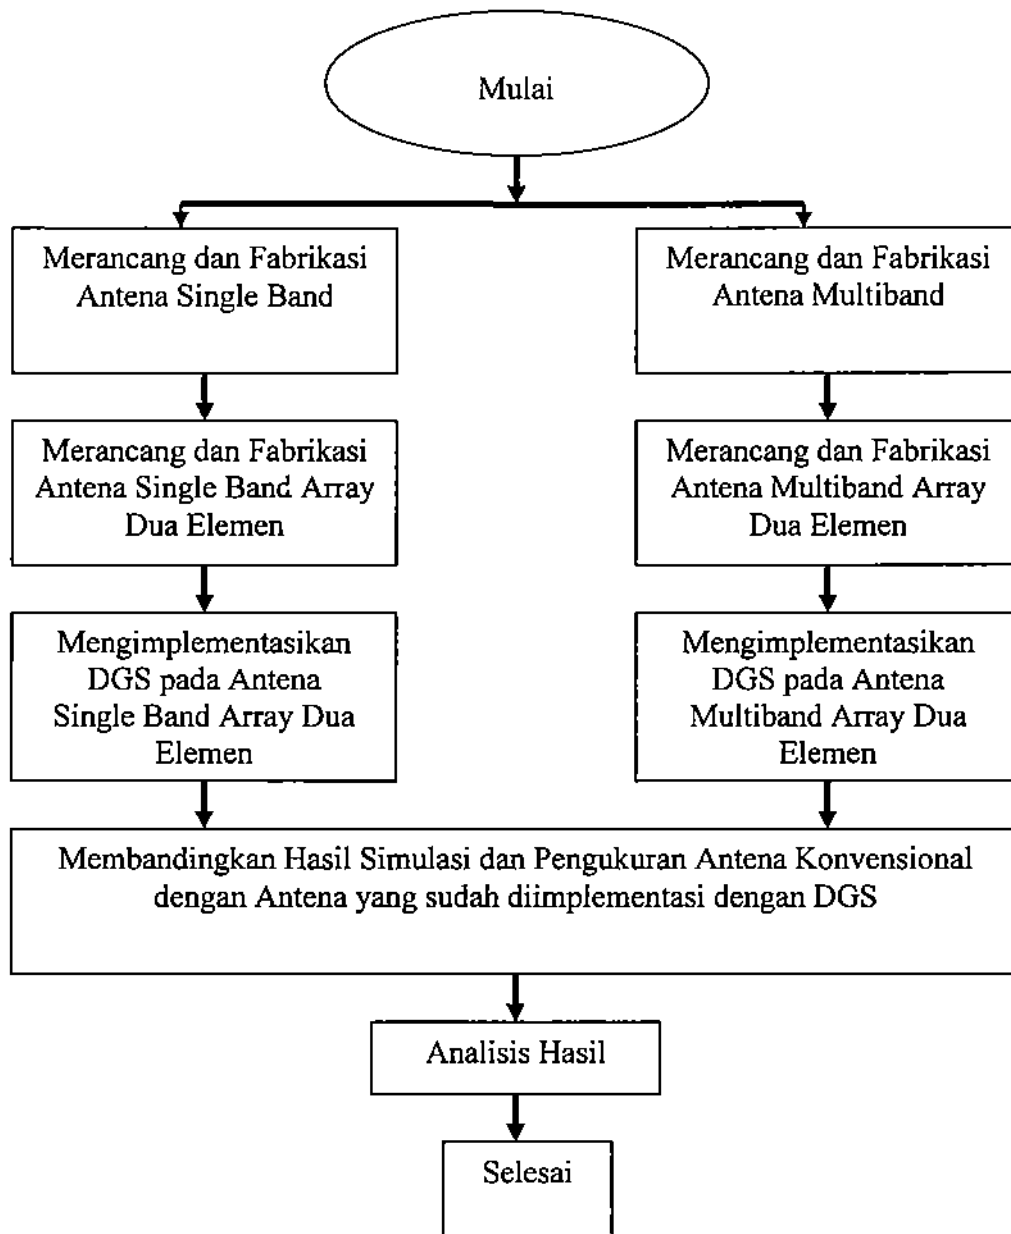 Mulai
Merancang dan Fabrikasi
Antena Single Band
Merancang dan Fabrikasi
Antena Multiband
Merancang dan Fabrikasi
Antena Single Band Array
Dua Elemen
Merancang dan Fabrikasi
Antena Multiband Array
Dua Elemen
Mengimplementasikan
DGS pada Antena
Single Band Array Dua
Elemen
Mengimplementasikan
DGS pada Antena
Multiband Array Dua
Elemen
Membandingkan Hasil Simulasi dan Pengukuran Antena Konvensional
dengan Antena yang sudah diimplementasi dengan DGS
Analisis Hasil
Selesai